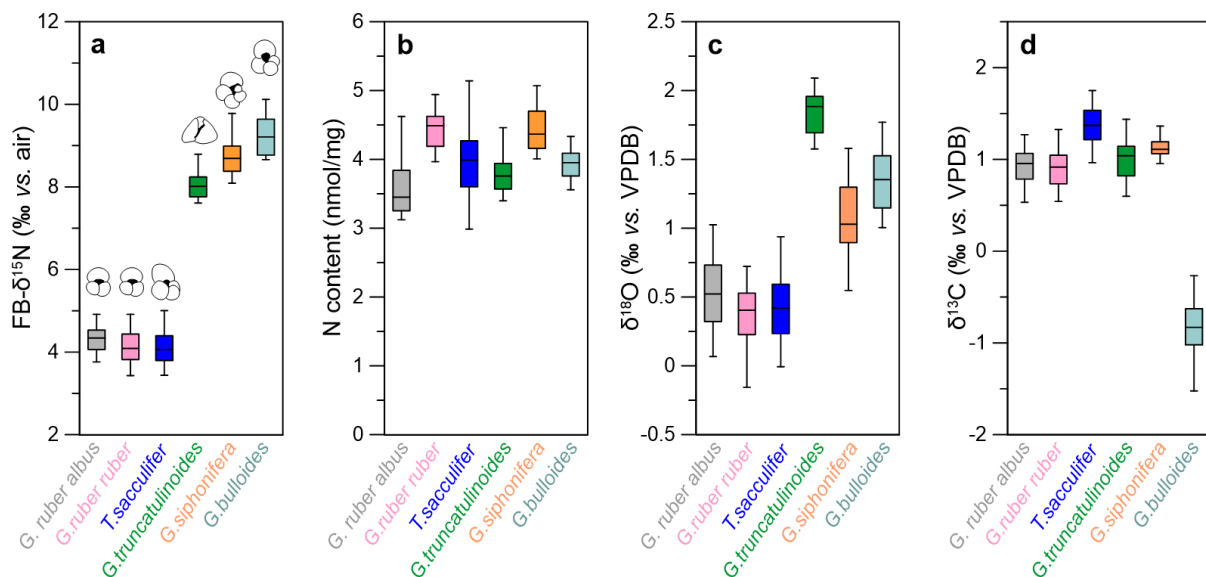 a
FB-δ¹⁵N (‰ vs. air)
12
10
8
6
4
2
G. ruber albus
G.ruber ruber
T.sacculifer
G.truncatulinoides
G.siphonifera
G.bulloides
b
N content (nmol/mg)
6
5
4
3
2
1
0
G. ruber albus
G.ruber ruber
T.sacculifer
G.truncatulinoides
G.siphonifera
G.bulloides
c
δ¹⁸O (‰ vs. VPDB)
2.5
2
1.5
1
0.5
0
-0.5
G. ruber albus
G.ruber ruber
T.sacculifer
G.truncatulinoides
G.siphonifera
G.bulloides
d
δ¹³C (‰ vs. VPDB)
2
1
0
-1
-2
G. ruber albus
G.ruber ruber
T.sacculifer
G.truncatulinoides
G.siphonifera
G.bulloides